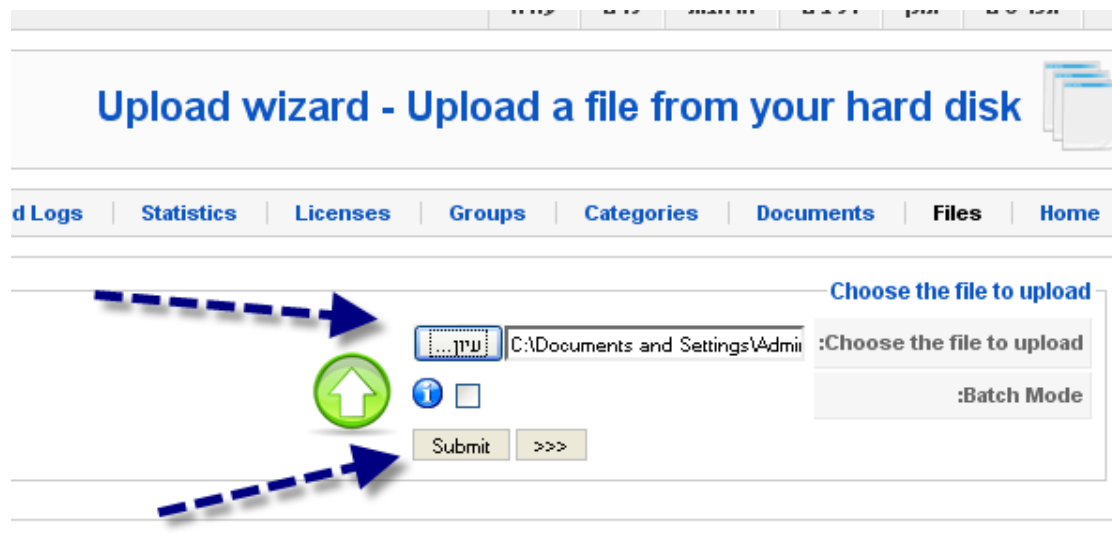 Upload wizard - Upload a file from your hard disk
d Logs | Statistics | Licenses | Groups | Categories | Documents | Files | Home
Choose the file to upload
עיון... C:\Documents and Settings\Admi :Choose the file to upload
:Batch Mode
Submit >>>